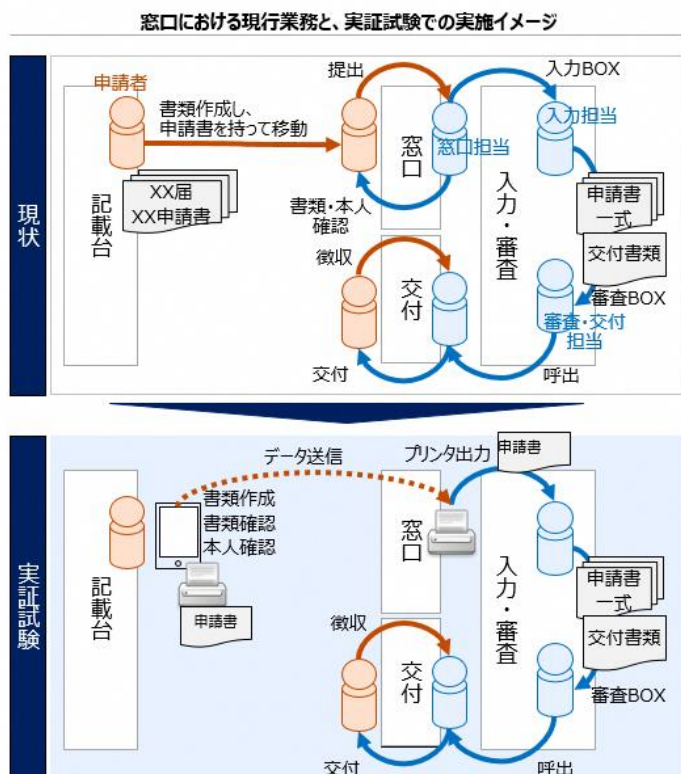 窓口における現行業務と、実証試験での実施イメージ
現状
申請者
書類作成し、
申請書を持って移動
XX届
XX申請書
記載台
提出
窓口
窓口担当
書類・本人
確認
入力BOX
入力担当
入力・審査
申請書
一式
交付書類
審査BOX
審査・交付
担当
徴収
交付
交付
呼出
実証試験
データ送信
プリンタ出力
申請書
書類作成
書類確認
本人確認
記載台
申請書
窓口
入力・審査
申請書
一式
交付書類
審査BOX
徴収
交付
交付
呼出